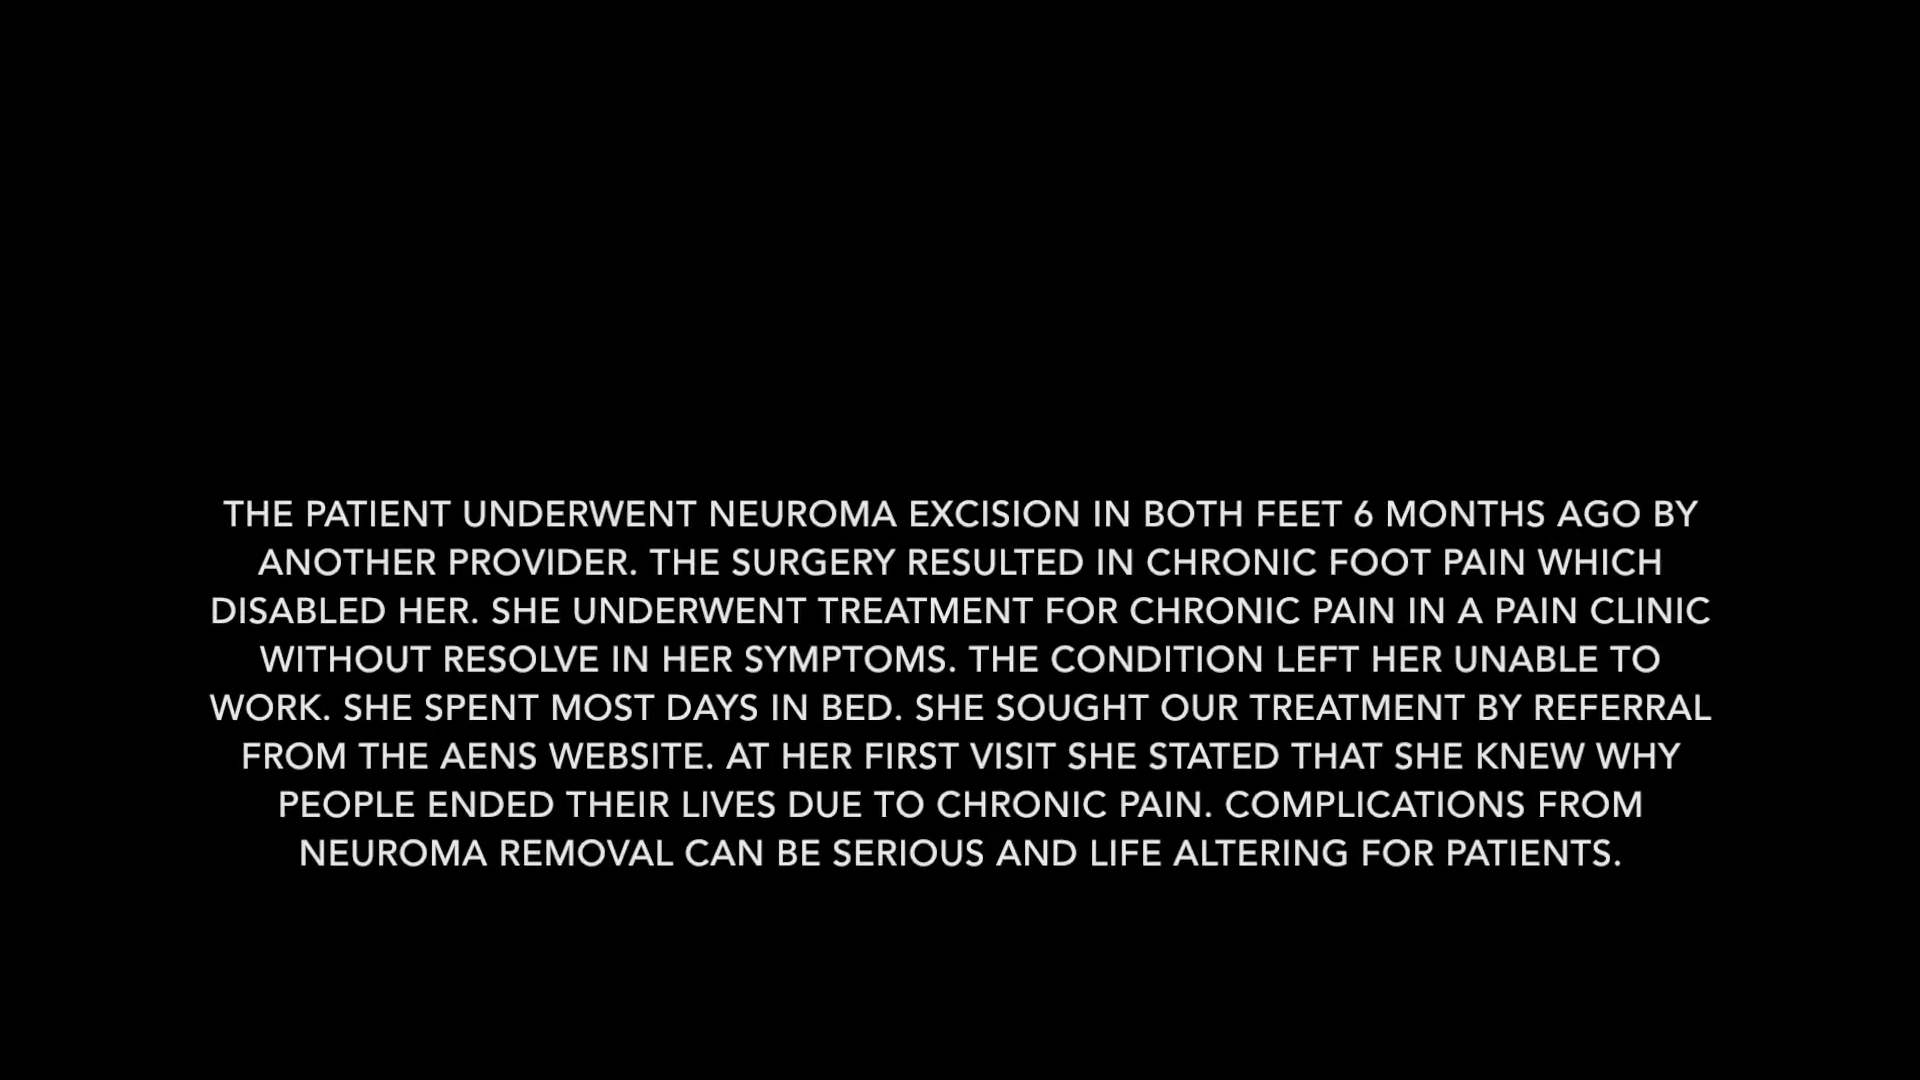 THE PATIENT UNDERWENT NEUROMA EXCISION IN BOTH FEET 6 MONTHS AGO BY
ANOTHER PROVIDER. THE SURGERY RESULTED IN CHRONIC FOOT PAIN WHICH
DISABLED HER. SHE UNDERWENT TREATMENT FOR CHRONIC PAIN IN A PAIN CLINIC
WITHOUT RESOLVE IN HER SYMPTOMS. THE CONDITION LEFT HER UNABLE TO
WORK. SHE SPENT MOST DAYS IN BED. SHE SOUGHT OUR TREATMENT BY REFERRAL
FROM THE AENS WEBSITE. AT HER FIRST VISIT SHE STATED THAT SHE KNEW WHY
PEOPLE ENDED THEIR LIVES DUE TO CHRONIC PAIN. COMPLICATIONS FROM
NEUROMA REMOVAL CAN BE SERIOUS AND LIFE ALTERING FOR PATIENTS.